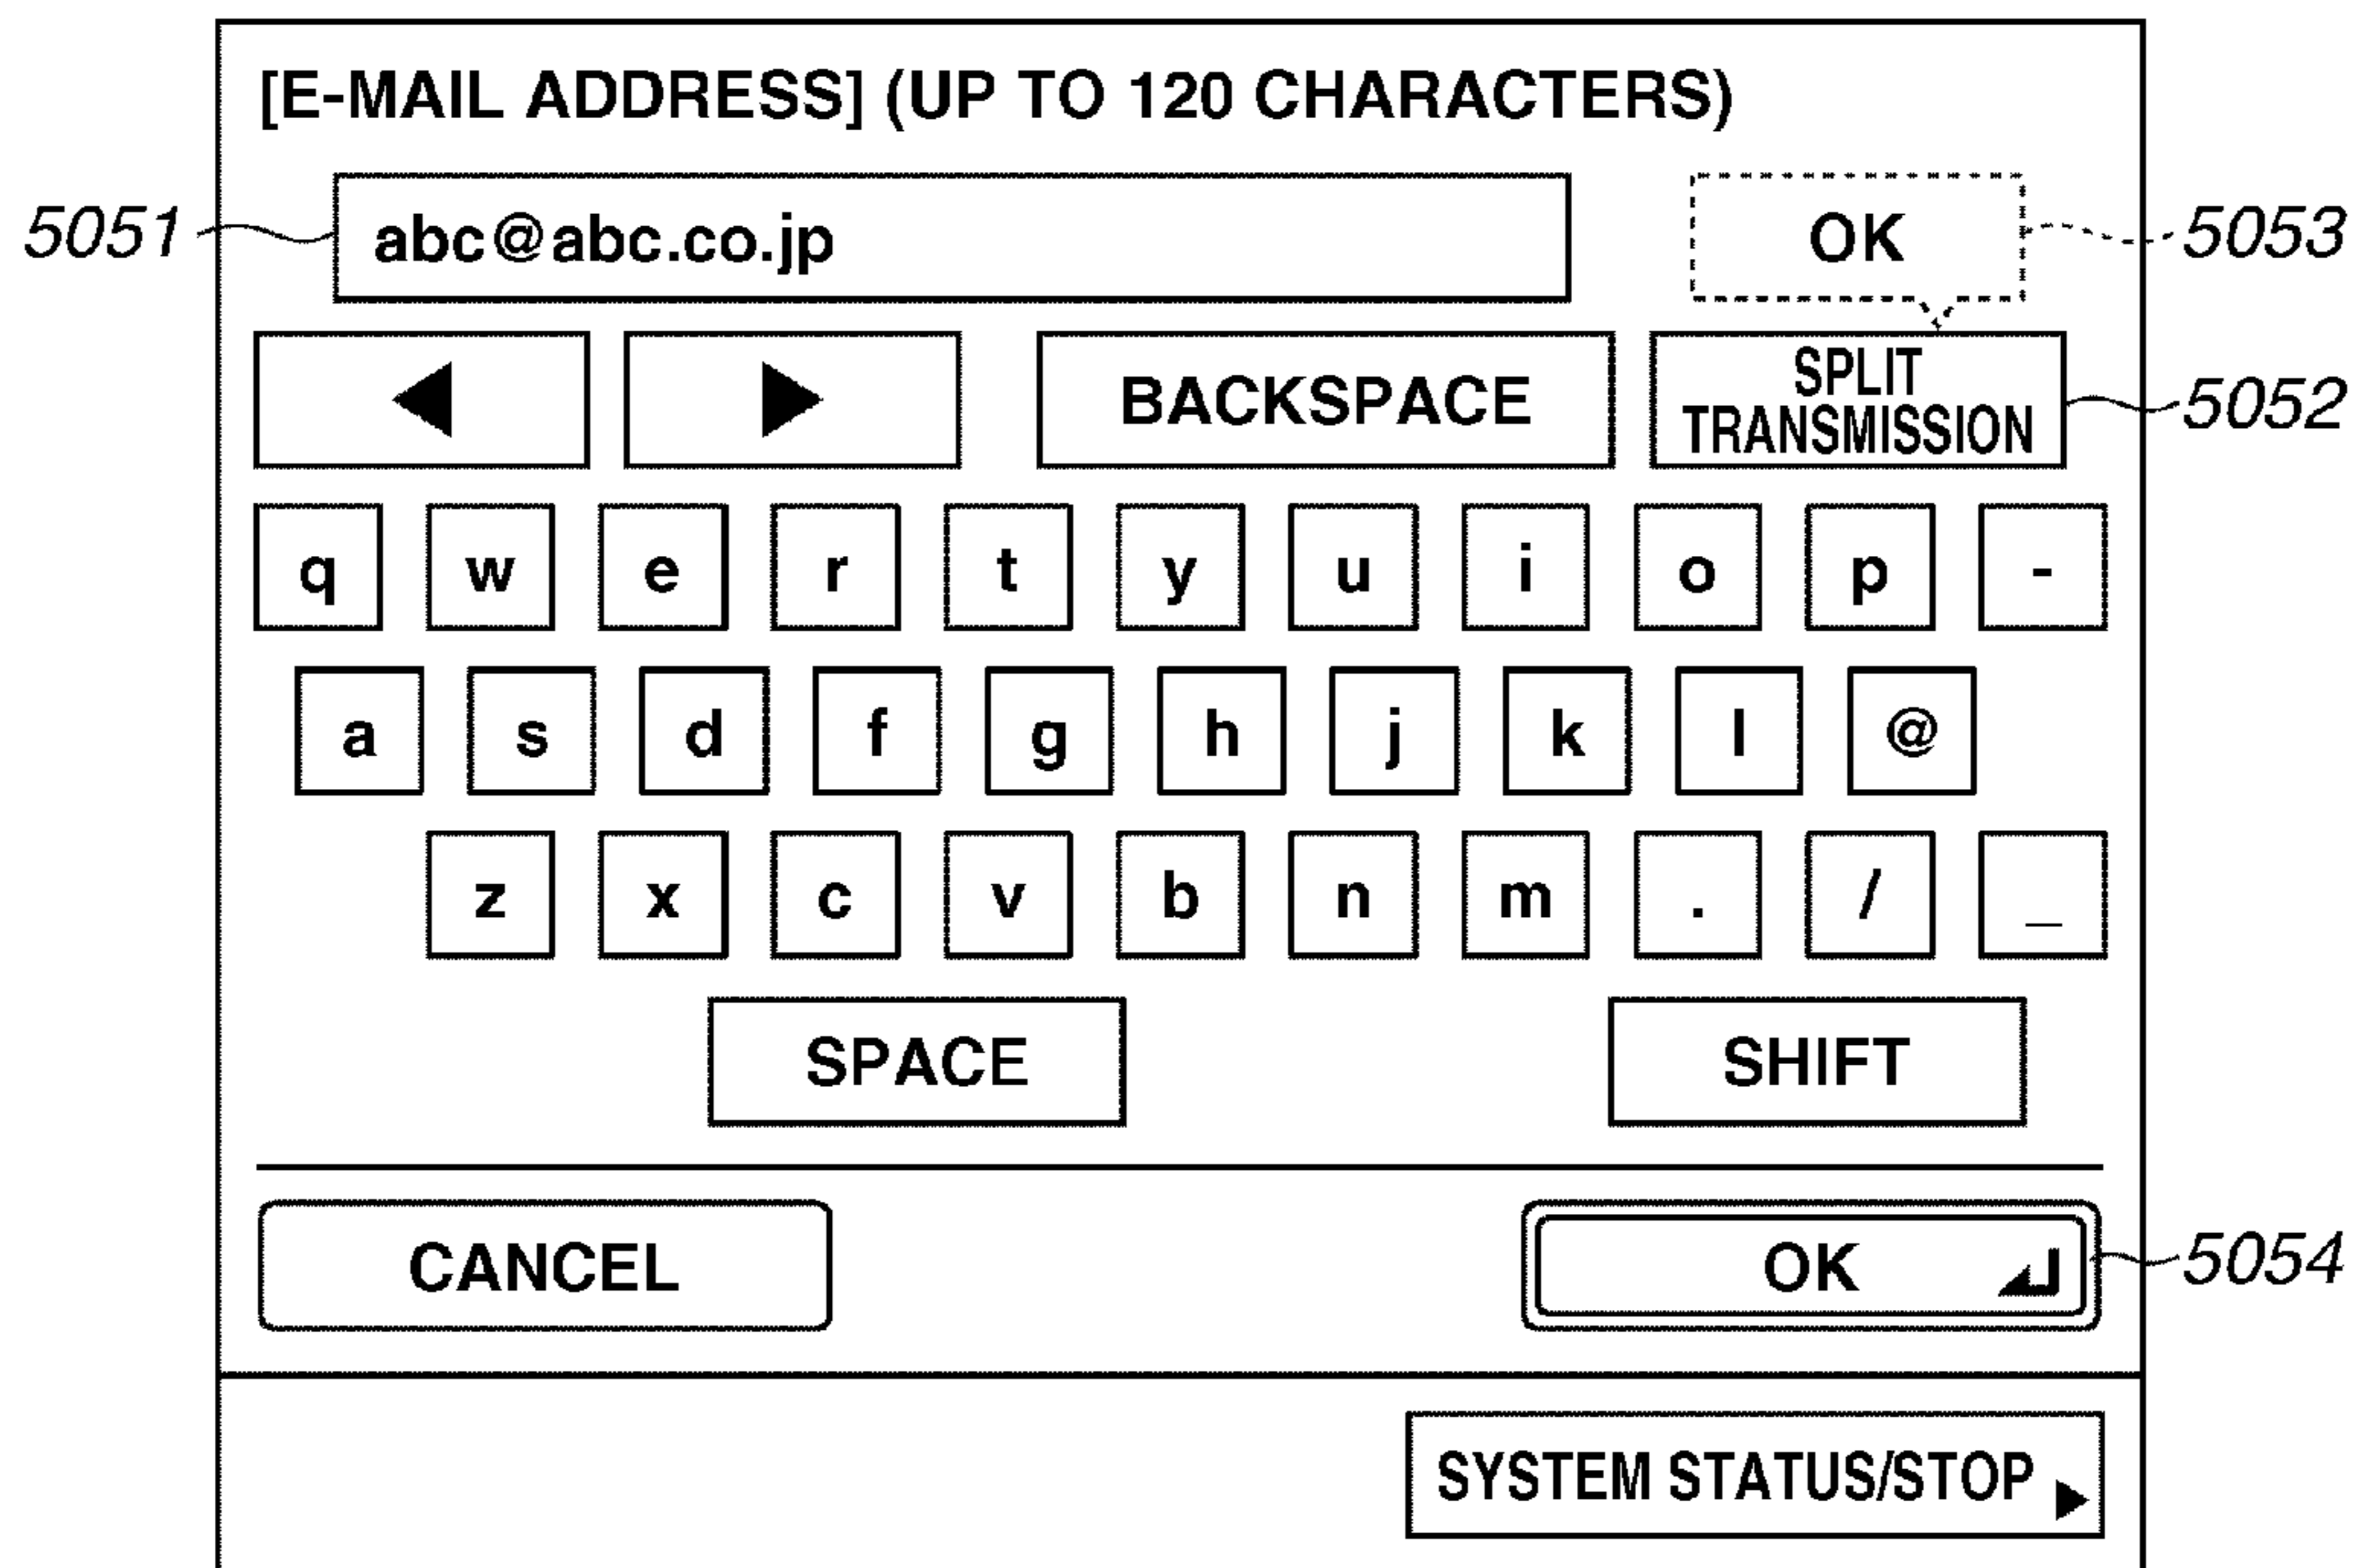 [E-MAIL ADDRESS] (UP TO 120 CHARACTERS)
5051 abc@abc.co.jp OK 5053
◀ ▶ BACKSPACE SPLIT TRANSMISSION 5052
q w e r t y u i o p -
a s d f g h j k l @
z x c v b n m . / _
SPACE SHIFT
CANCEL OK 5054
SYSTEM STATUS/STOP ▶